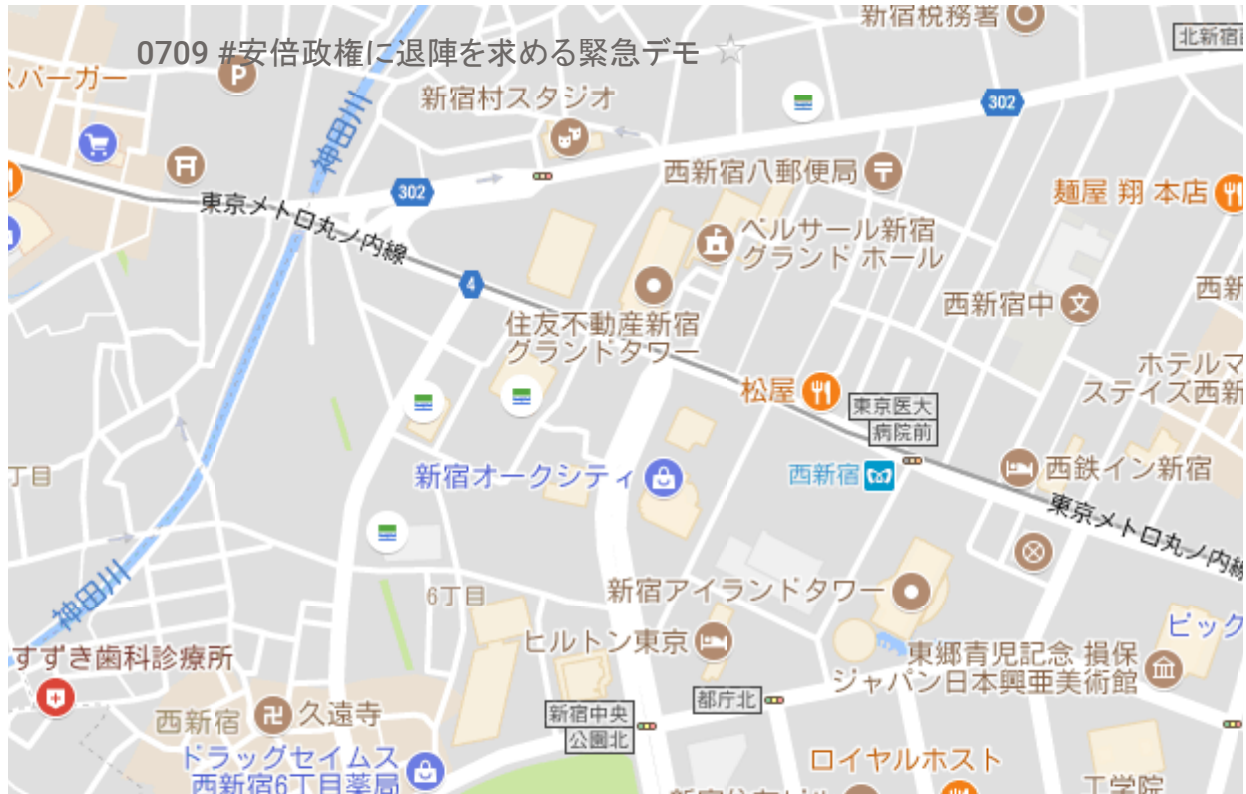 新宿税務署
北新宿
0709 #安倍政権に退陣を求める緊急デモ
スバーガー
P
新宿村スタジオ
302
神田川
西新宿八郵便局
麺屋 翔 本店
302
東京メトロ丸ノ内線
ベルサール新宿
グランド ホール
4
西新宿中
文
西新
住友不動産新宿
グランドタワー
ホテルマ
ステイズ西新
松屋
東京医大
病院前
丁目
新宿オークシティ
西新宿
西鉄イン新宿
東京メトロ丸ノ内線
神田川
6丁目
新宿アイランドタワー
ヒルトン東京
ビック
すずき歯科診療所
東郷青児記念 損保
ジャパン日本興亜美術館
西新宿
久遠寺
新宿中央
公園北
都庁北
ドラッグセイムス
西新宿6丁目薬局
ロイヤルホスト
工学院